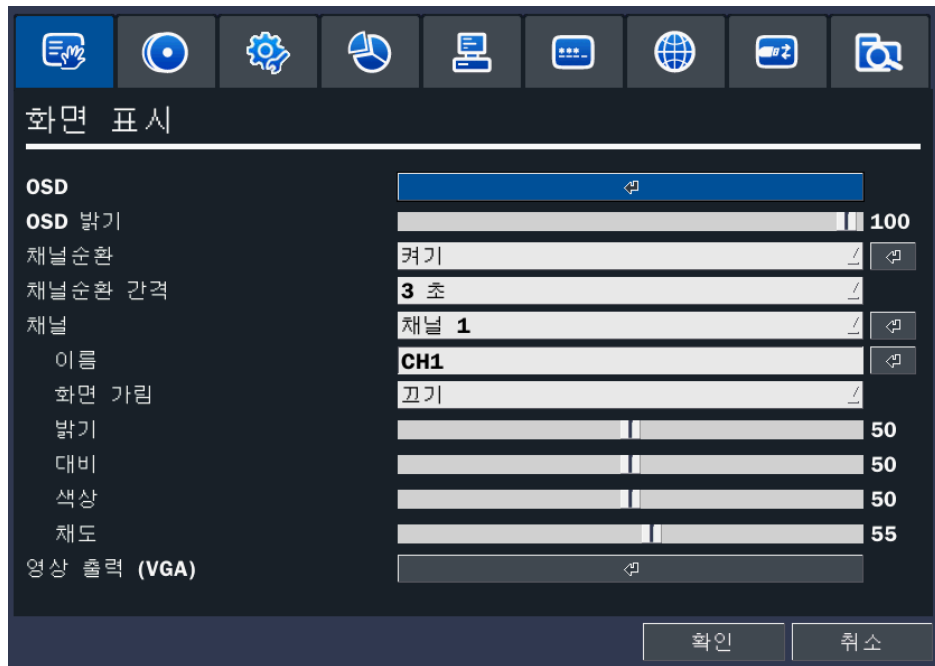 화면 표시
OSD
OSD 밝기 100
채널순환 켜기
채널순환 간격 3 초
채널 채널 1
이름 CH1
화면 가림 끄기
밝기 50
대비 50
색상 50
채도 55
영상 출력 (VGA)
확인 취소